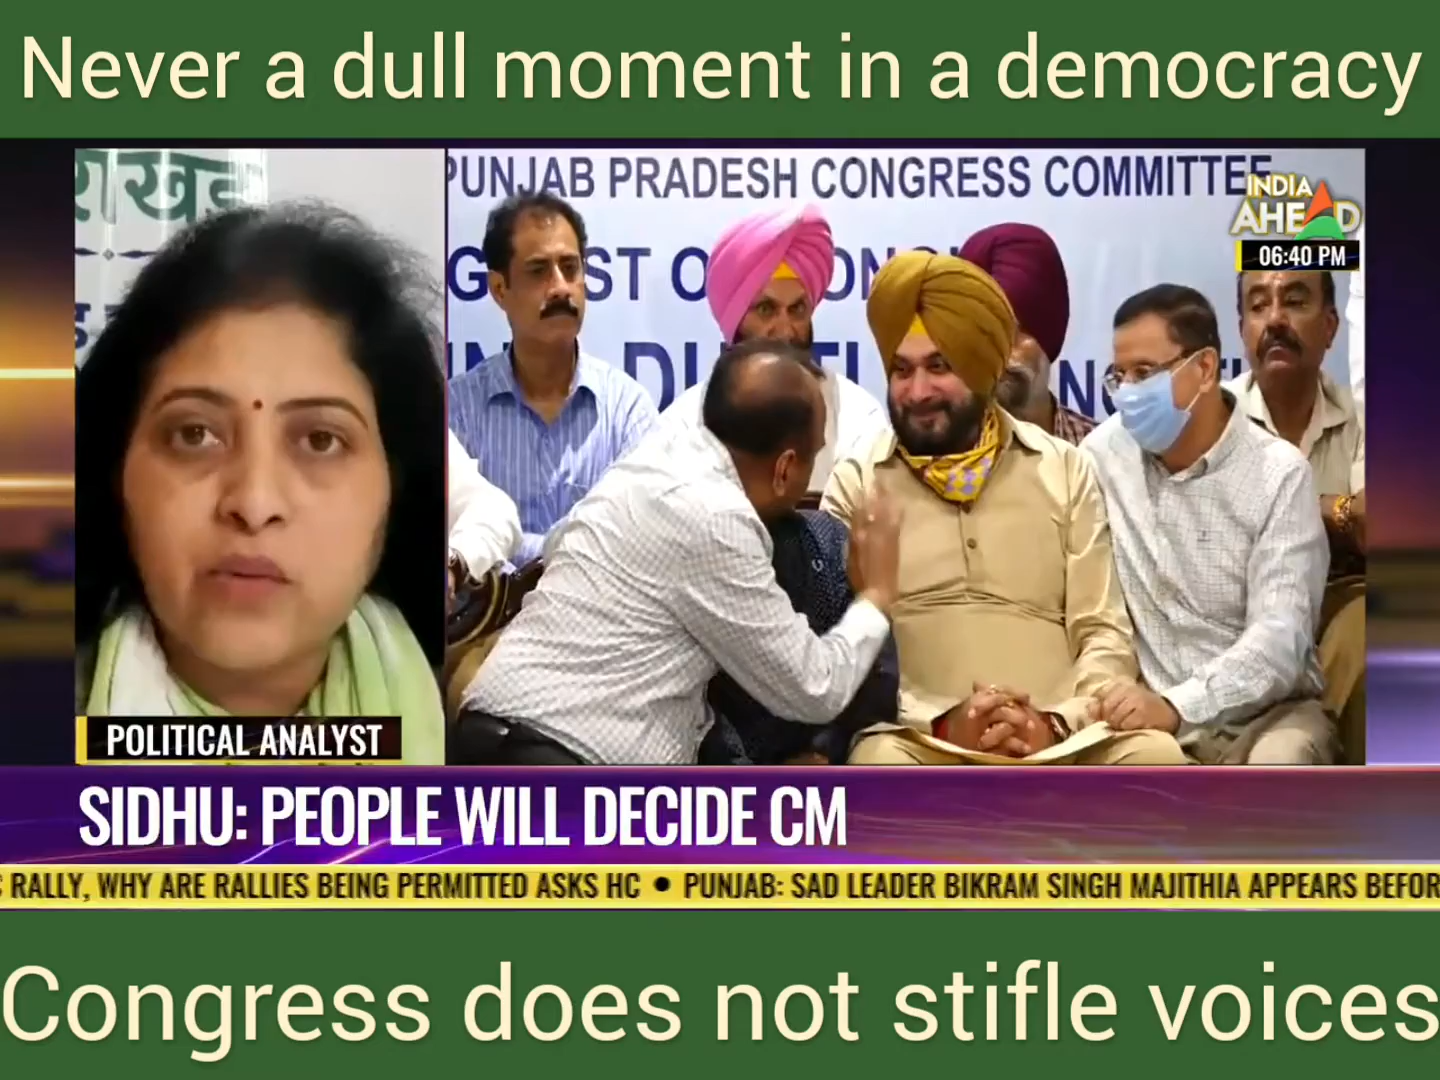 Never a dull moment in a democracy
PUNJAB PRADESH CONGRESS COMMITTEE
INDIA
AHEAD
06:40 PM
POLITICAL ANALYST
SIDHU: PEOPLE WILL DECIDE CM
RALLY, WHY ARE RALLIES BEING PERMITTED ASKS HC • PUNJAB: SAD LEADER BIKRAM SINGH MAJITHIA APPEARS BEFOR
Congress does not stifle voices